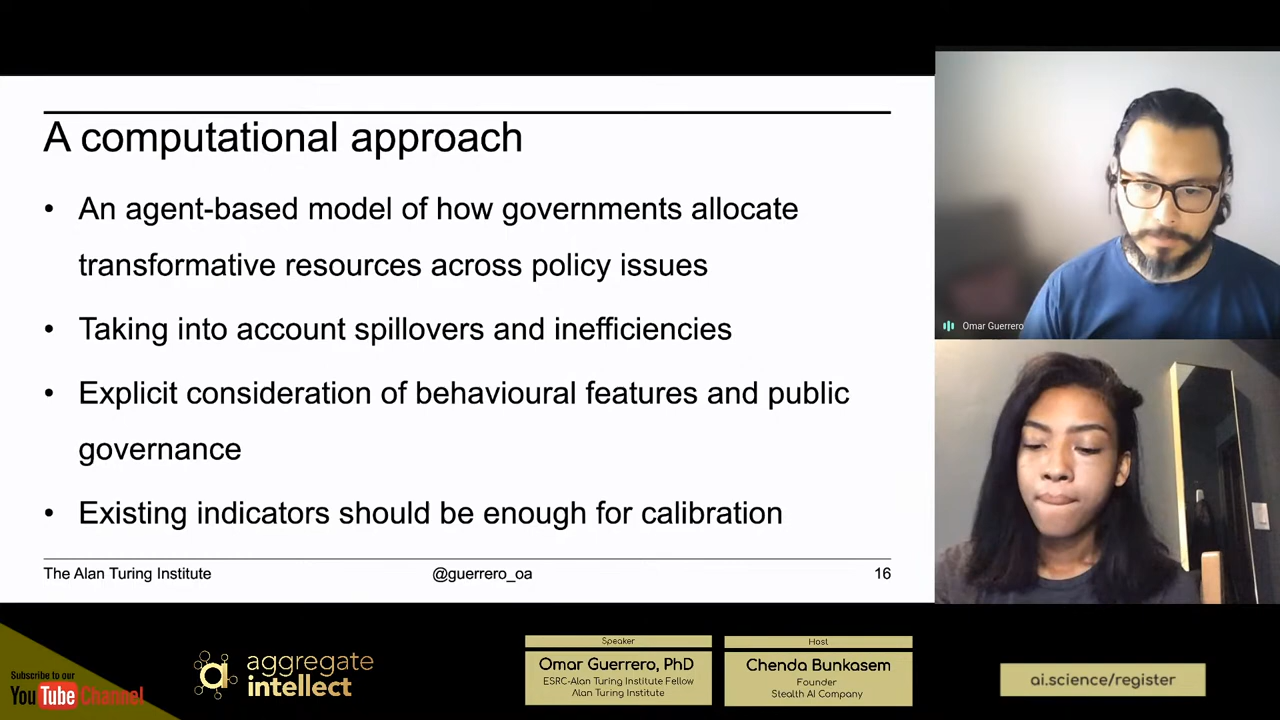 A computational approach
• An agent-based model of how governments allocate
transformative resources across policy issues
• Taking into account spillovers and inefficiencies
• Explicit consideration of behavioural features and public
governance
• Existing indicators should be enough for calibration
The Alan Turing Institute
@guerrero_oa
16
Omar Guerrero
Subscribe to our
YouTube Channel
aggregate
intellect
Speaker
Omar Guerrero, PhD
ESRC-Alan Turing Institute Fellow
Alan Turing Institute
Host
Chenda Bunkasem
Founder
Stealth AI Company
ai.science/register